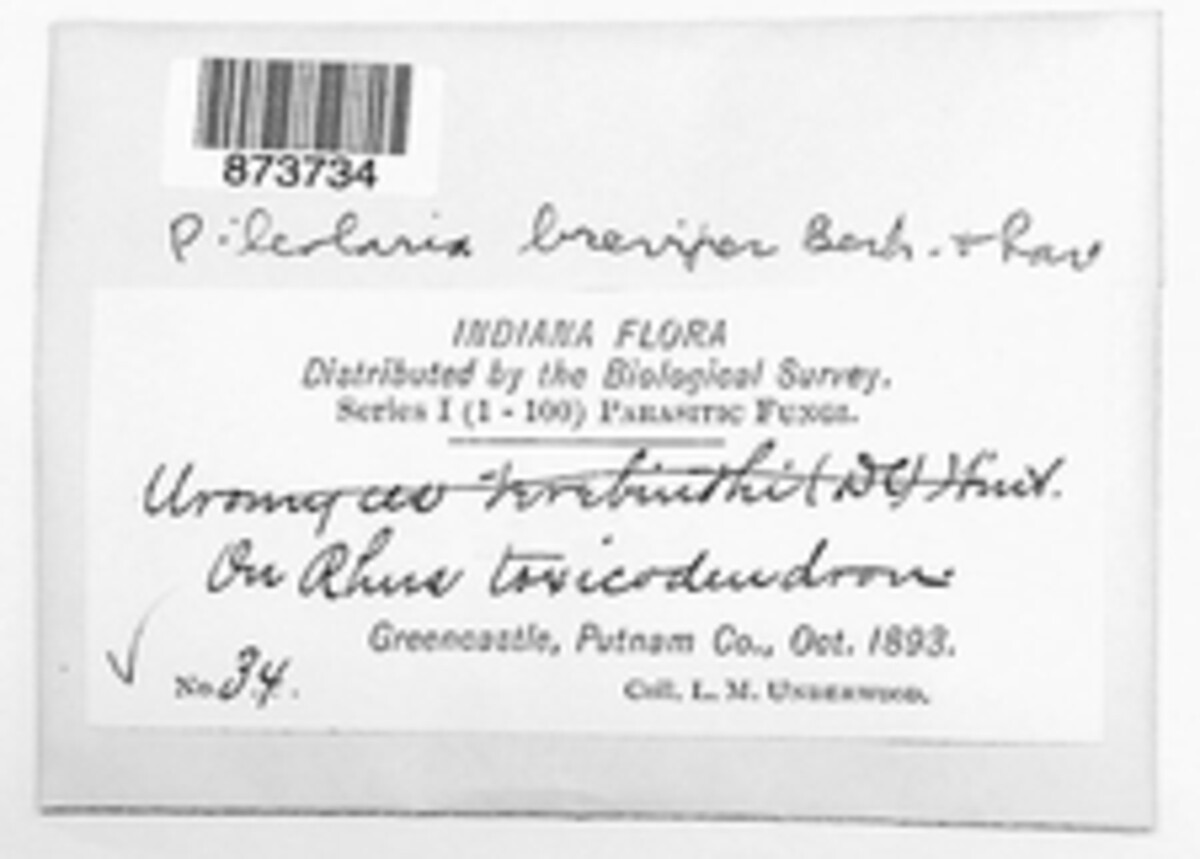 873734
Pileolaria brevipes Berk. + Rav
INDIANA FLORA
Distributed by the Biological Survey.
Series I (1 - 100) Parasitic Fungi.
Uromyces terebinthi (DC) Wint.
On Rhus toxicodendron.
Greencastle, Putnam Co., Oct. 1893.
No. 34.
Coll. L. M. Underwood.